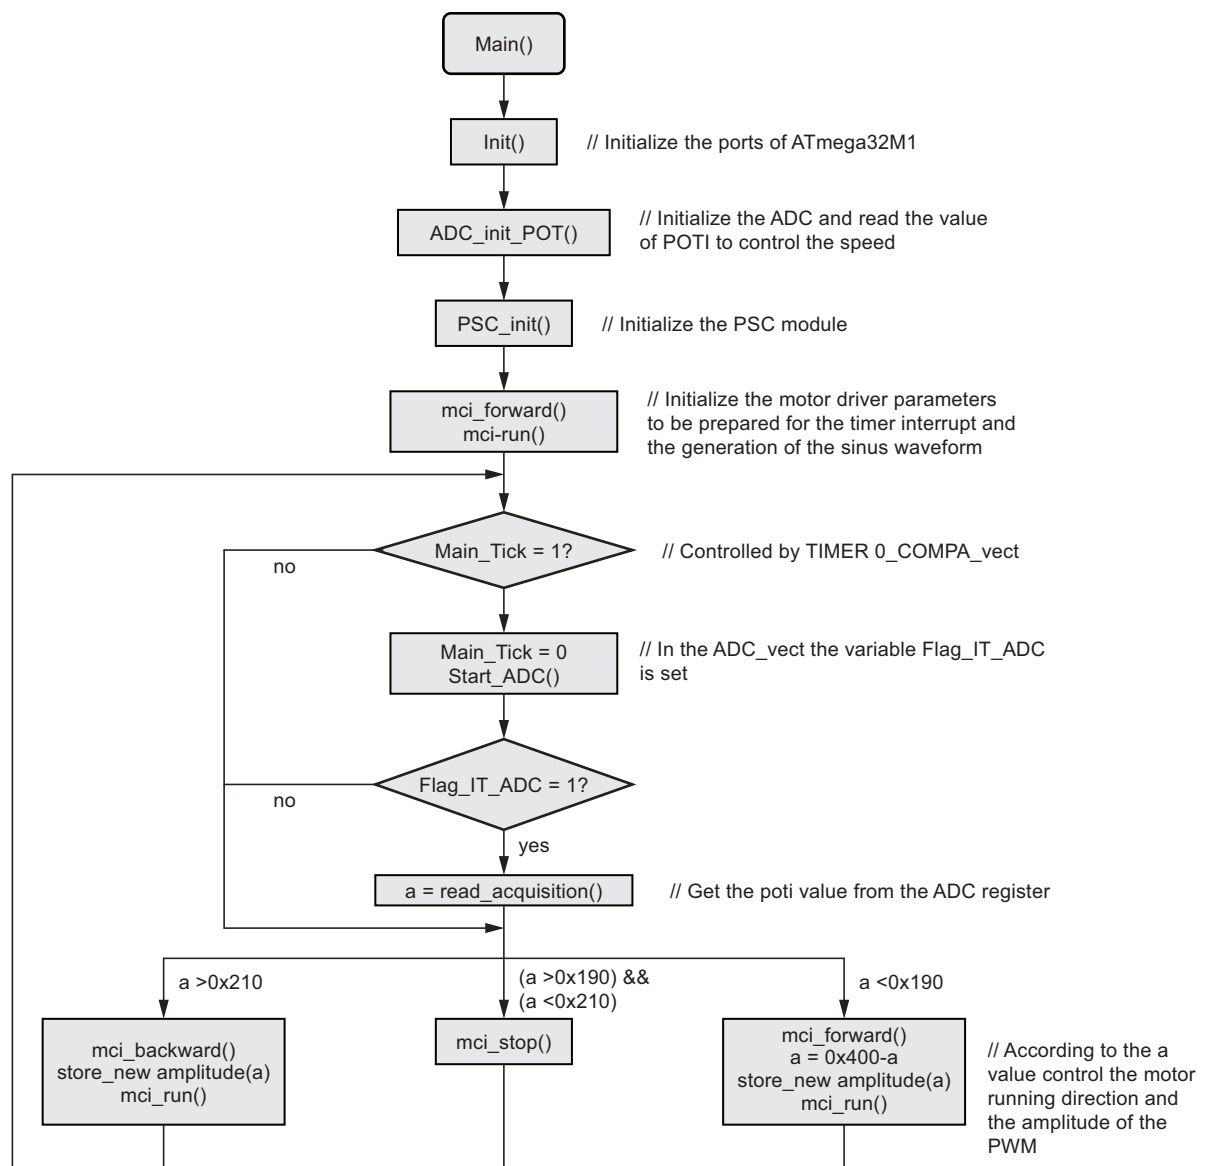 Main()
Init()
// Initialize the ports of ATmega32M1
ADC_init_POT()
// Initialize the ADC and read the value
of POTI to control the speed
PSC_init()
// Initialize the PSC module
mci_forward()
mci-run()
// Initialize the motor driver parameters
to be prepared for the timer interrupt and
the generation of the sinus waveform
Main_Tick = 1?
// Controlled by TIMER 0_COMPA_vect
no
Main_Tick = 0
Start_ADC()
// In the ADC_vect the variable Flag_IT_ADC
is set
Flag_IT_ADC = 1?
no
yes
a = read_acquisition()
// Get the poti value from the ADC register
a >0x210
(a >0x190) &&
(a <0x210)
a <0x190
mci_backward()
store_new amplitude(a)
mci_run()
mci_stop()
mci_forward()
a = 0x400-a
store_new amplitude(a)
mci_run()
// According to the a
value control the motor
running direction and
the amplitude of the
PWM